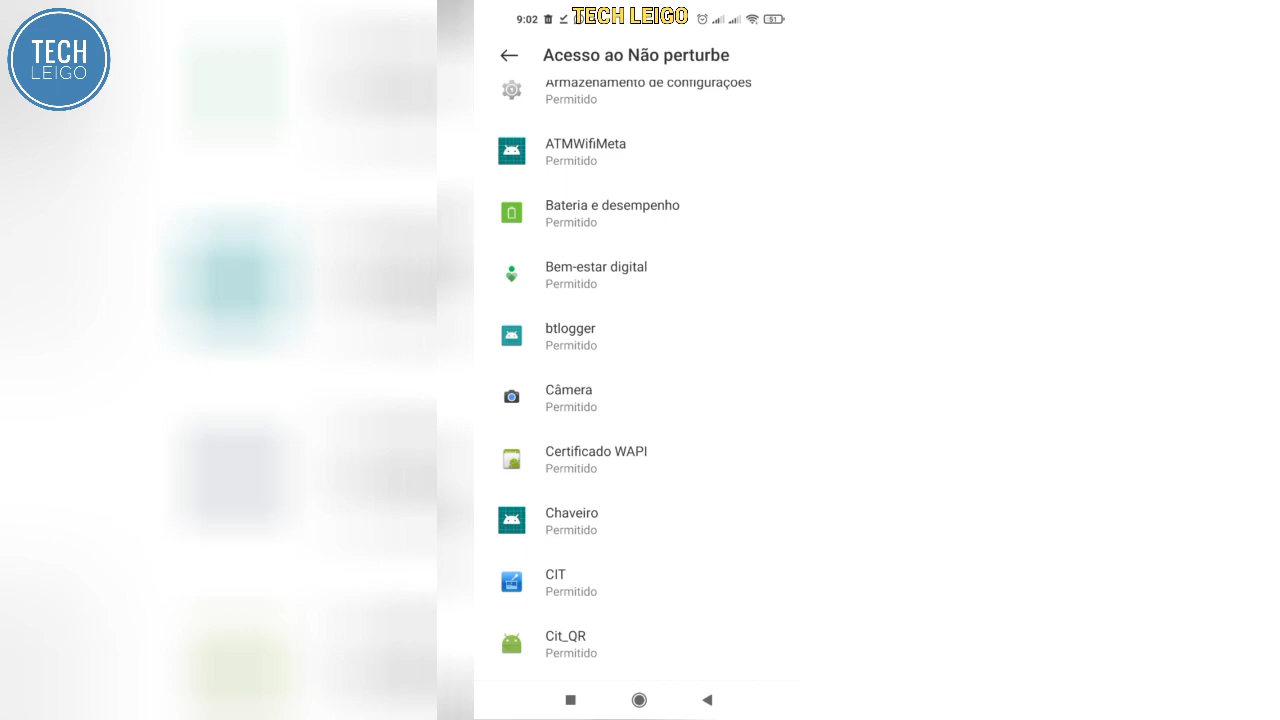 TECH
LEIGO
9:02
TECH LEIGO
51
Acesso ao Não perturbe
Armazenamento de configurações
Permitido
ATMWifiMeta
Permitido
Bateria e desempenho
Permitido
Bem-estar digital
Permitido
btlogger
Permitido
Câmera
Permitido
Certificado WAPI
Permitido
Chaveiro
Permitido
CIT
Permitido
Cit_QR
Permitido